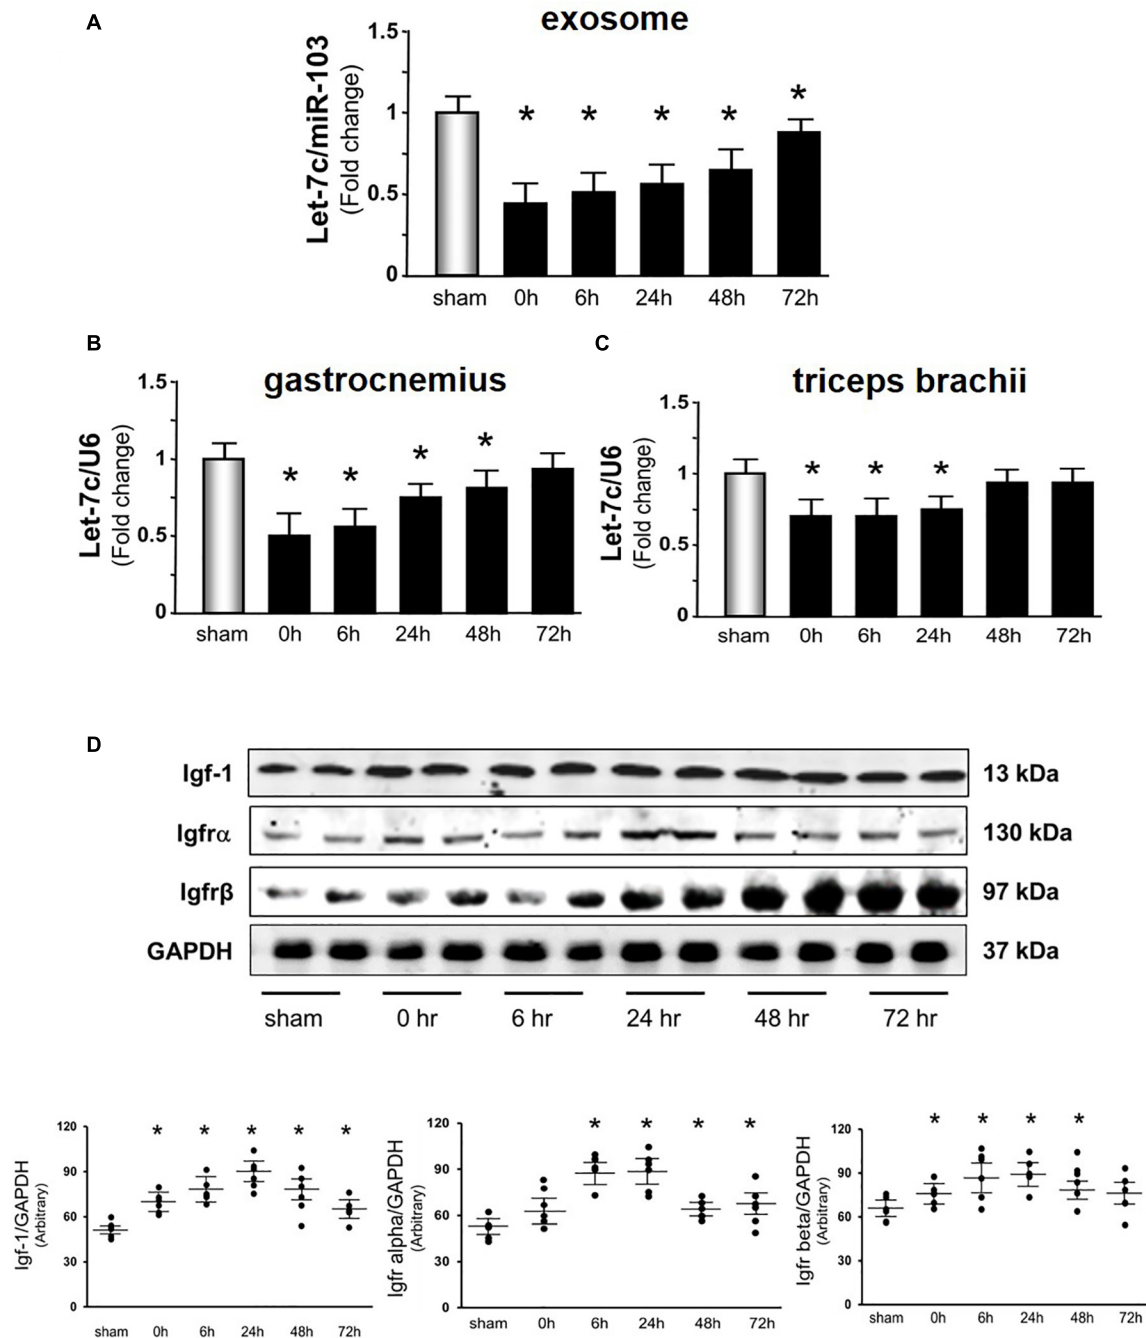 A
exosome
Let-7c/miR-103
(Fold change)
1.5
1
0.5
0
* * * * *
sham 0h 6h 24h 48h 72h
B
gastrocnemius
Let-7c/U6
(Fold change)
1.5
1
0.5
0
* * * *
sham 0h 6h 24h 48h 72h
C
triceps brachii
Let-7c/U6
(Fold change)
1.5
1
0.5
0
* * *
sham 0h 6h 24h 48h 72h
D
Igf-1 13 kDa
Igfrα 130 kDa
Igfrβ 97 kDa
GAPDH 37 kDa
sham 0 hr 6 hr 24 hr 48 hr 72 hr
Igf-1/GAPDH
(Arbitrary)
120
90
60
30
0
* * * * *
sham 0h 6h 24h 48h 72h
Igfr alpha/GAPDH
(Arbitrary)
120
90
60
30
0
* * * *
sham 0h 6h 24h 48h 72h
Igfr beta/GAPDH
(Arbitrary)
120
90
60
30
0
* * * *
sham 0h 6h 24h 48h 72h